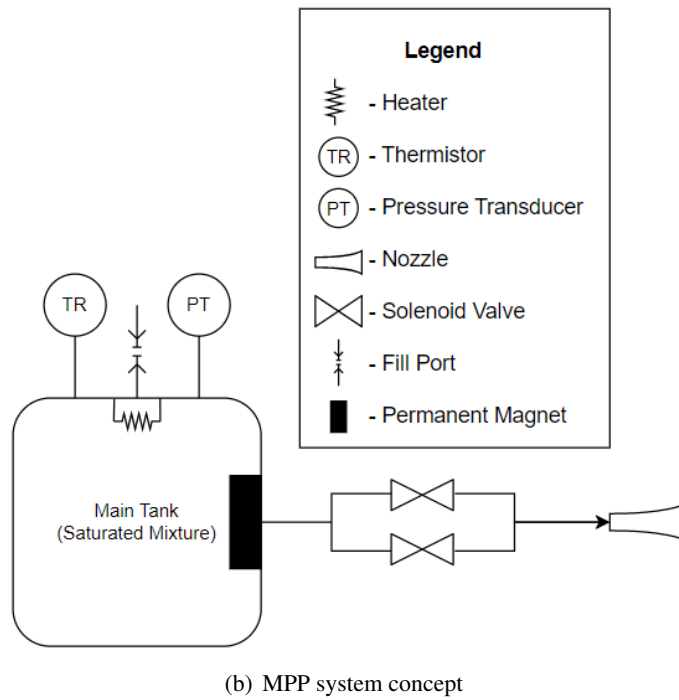 Legend
- Heater
TR - Thermistor
PT - Pressure Transducer
- Nozzle
- Solenoid Valve
- Fill Port
- Permanent Magnet
TR
PT
Main Tank
(Saturated Mixture)
(b) MPP system concept